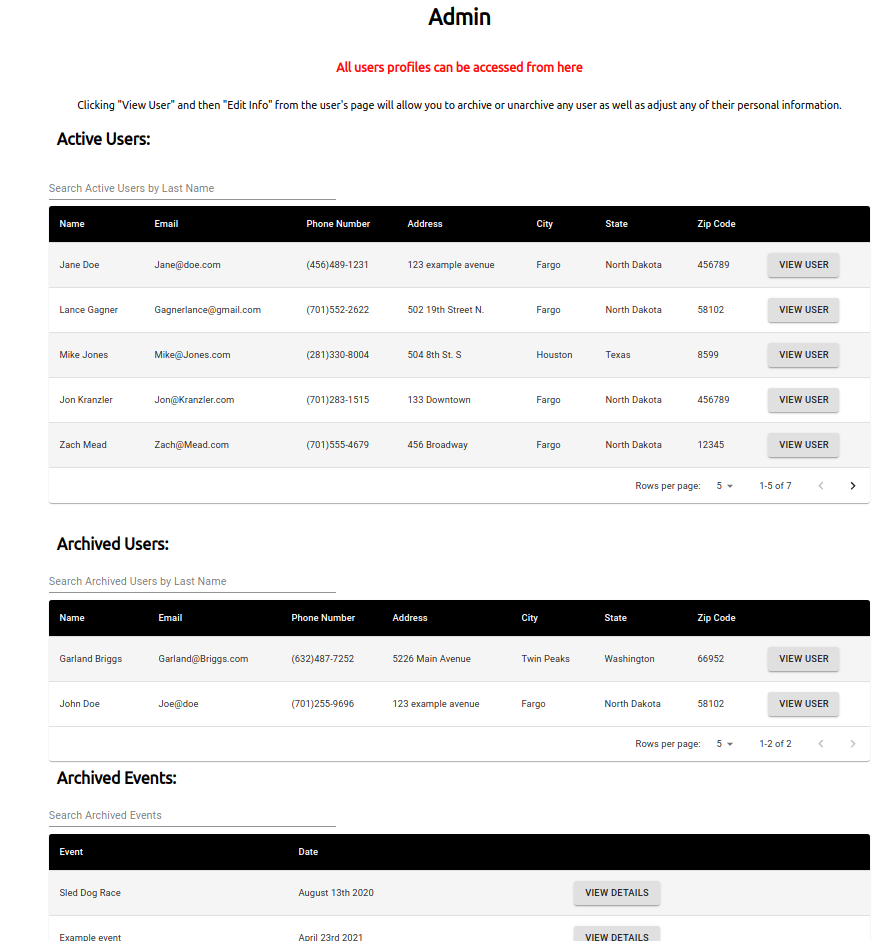 Admin
All users profiles can be accessed from here
Clicking "View User" and then "Edit Info" from the user's page will allow you to archive or unarchive any user as well as adjust any of their personal information.
Active Users:
Search Active Users by Last Name
Name Email Phone Number Address City State Zip Code
Jane Doe Jane@doe.com (456)489-1231 123 example avenue Fargo North Dakota 456789 VIEW USER
Lance Gagner Gagnerlance@gmail.com (701)552-2622 502 19th Street N. Fargo North Dakota 58102 VIEW USER
Mike Jones Mike@Jones.com (281)330-8004 504 8th St. S Houston Texas 8599 VIEW USER
Jon Kranzler Jon@Kranzler.com (701)283-1515 133 Downtown Fargo North Dakota 456789 VIEW USER
Zach Mead Zach@Mead.com (701)555-4679 456 Broadway Fargo North Dakota 12345 VIEW USER
Rows per page: 5 1-5 of 7
Archived Users:
Search Archived Users by Last Name
Name Email Phone Number Address City State Zip Code
Garland Briggs Garland@Briggs.com (632)487-7252 5226 Main Avenue Twin Peaks Washington 66952 VIEW USER
John Doe Joe@doe (701)255-9696 123 example avenue Fargo North Dakota 58102 VIEW USER
Rows per page: 5 1-2 of 2
Archived Events:
Search Archived Events
Event Date
Sled Dog Race August 13th 2020 VIEW DETAILS
Example event April 23rd 2021 VIEW DETAILS